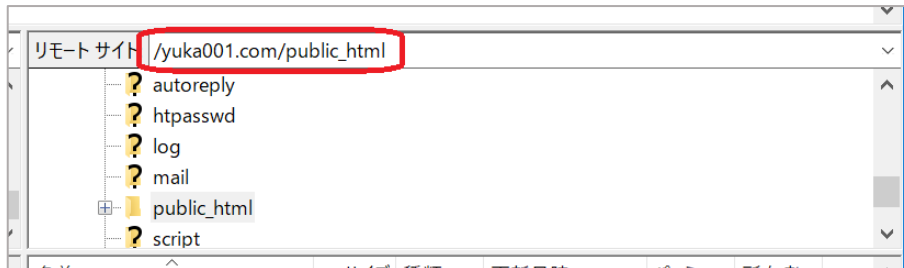 リモート サイト: /yuka001.com/public_html
autoreply
htpasswd
log
mail
public_html
script